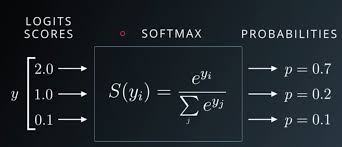 LOGITS
SCORES
SOFTMAX
PROBABILITIES
y
2.0
1.0
0.1
S(y_i) = e^{y_i} / Σ_j e^{y_j}
p = 0.7
p = 0.2
p = 0.1